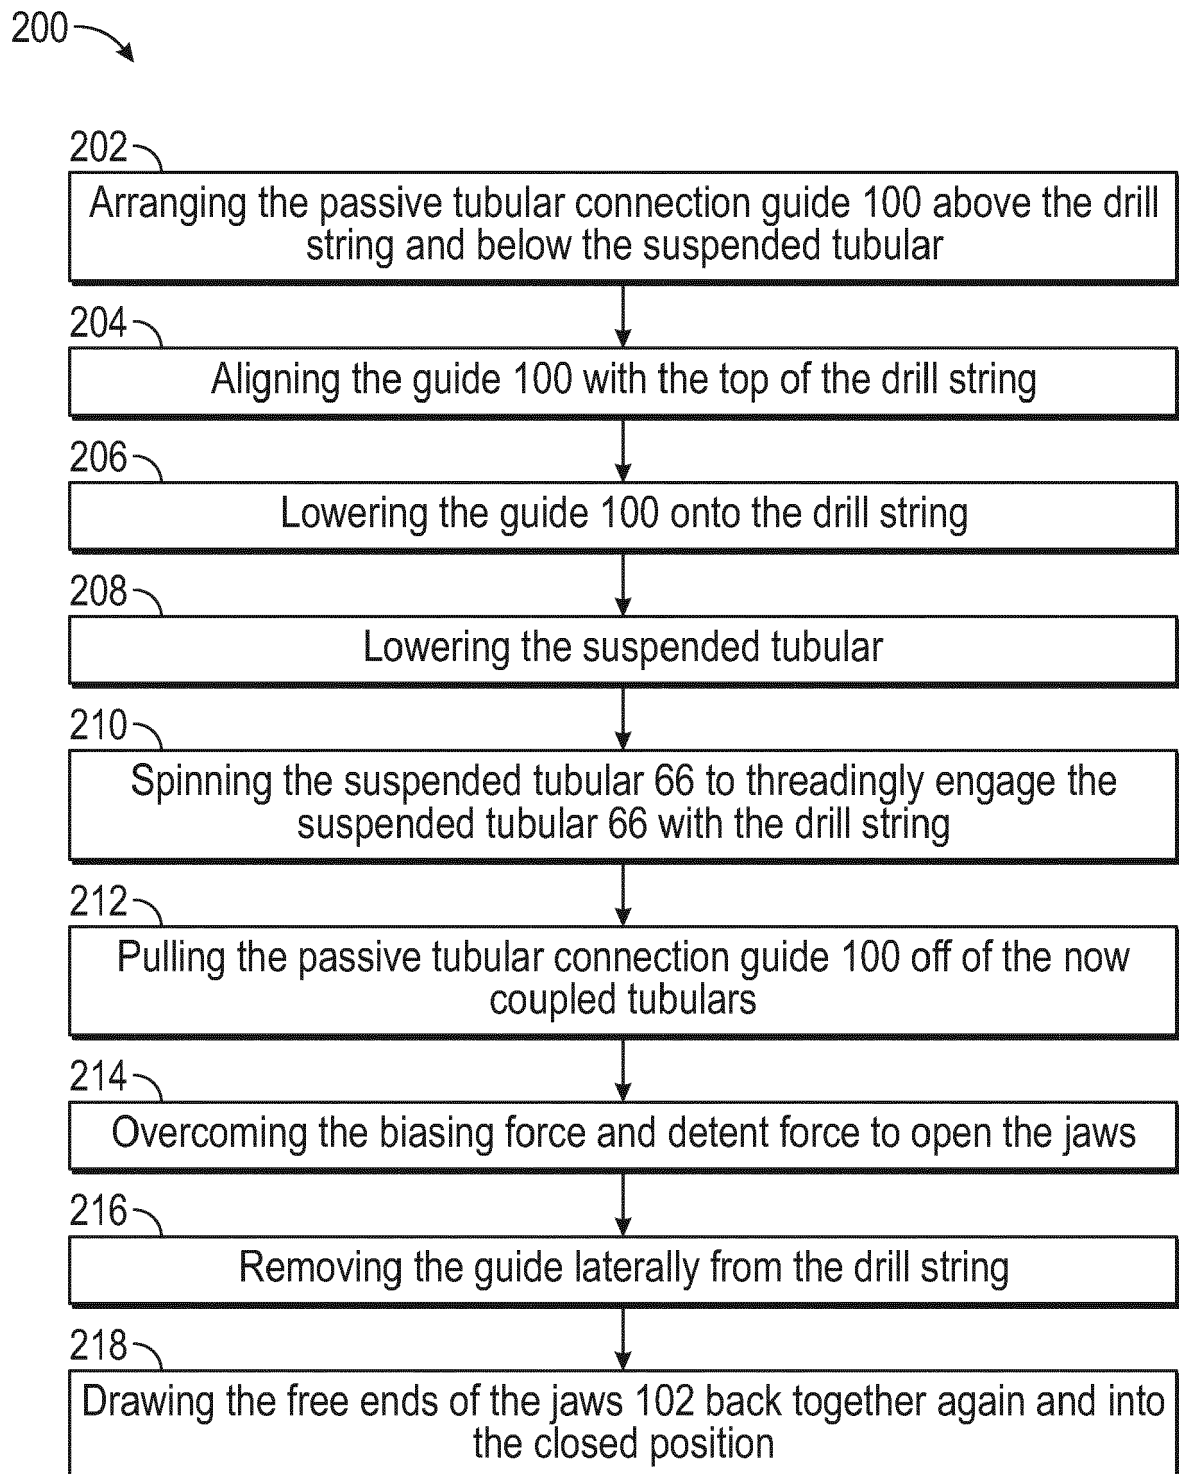 200
202
Arranging the passive tubular connection guide 100 above the drill
string and below the suspended tubular
204
Aligning the guide 100 with the top of the drill string
206
Lowering the guide 100 onto the drill string
208
Lowering the suspended tubular
210
Spinning the suspended tubular 66 to threadingly engage the
suspended tubular 66 with the drill string
212
Pulling the passive tubular connection guide 100 off of the now
coupled tubulars
214
Overcoming the biasing force and detent force to open the jaws
216
Removing the guide laterally from the drill string
218
Drawing the free ends of the jaws 102 back together again and into
the closed position